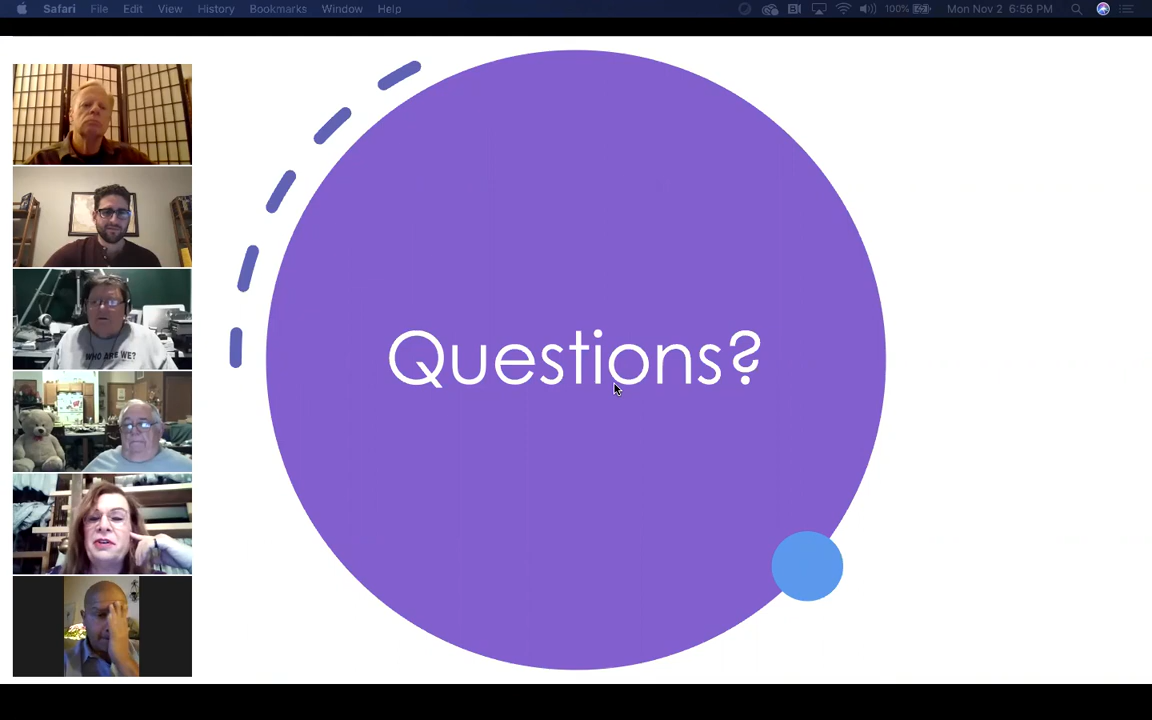 Safari File Edit View History Bookmarks Window Help 100% Mon Nov 2 6:56 PM
Questions?
WHO ARE WE?